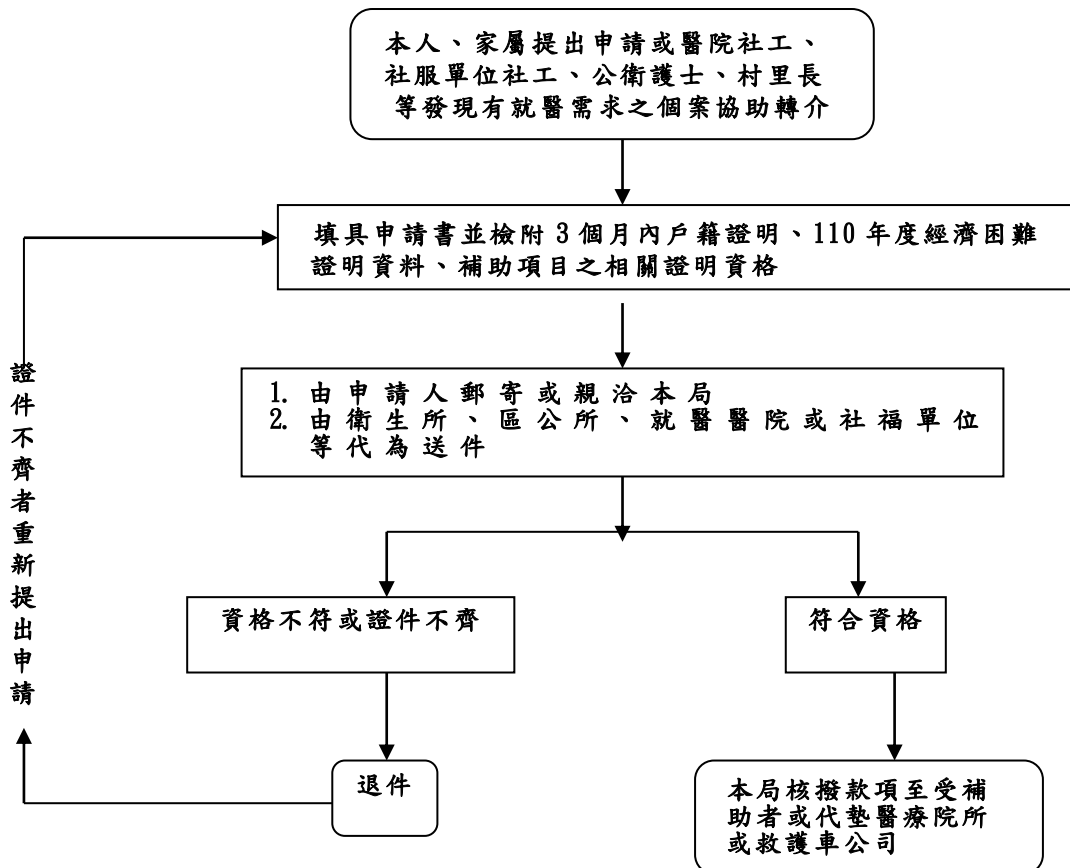 本人、家屬提出申請或醫院社工、
社服單位社工、公衛護士、村里長
等發現有就醫需求之個案協助轉介
填具申請書並檢附 3 個月內戶籍證明、110 年度經濟困難
證明資料、補助項目之相關證明資格
1. 由申請人郵寄或親洽本局
2. 由衛生所、區公所、就醫醫院或社福單位
等代為送件
證件不齊者重新提出申請
資格不符或證件不齊
符合資格
退件
本局核撥款項至受補
助者或代墊醫療院所
或救護車公司